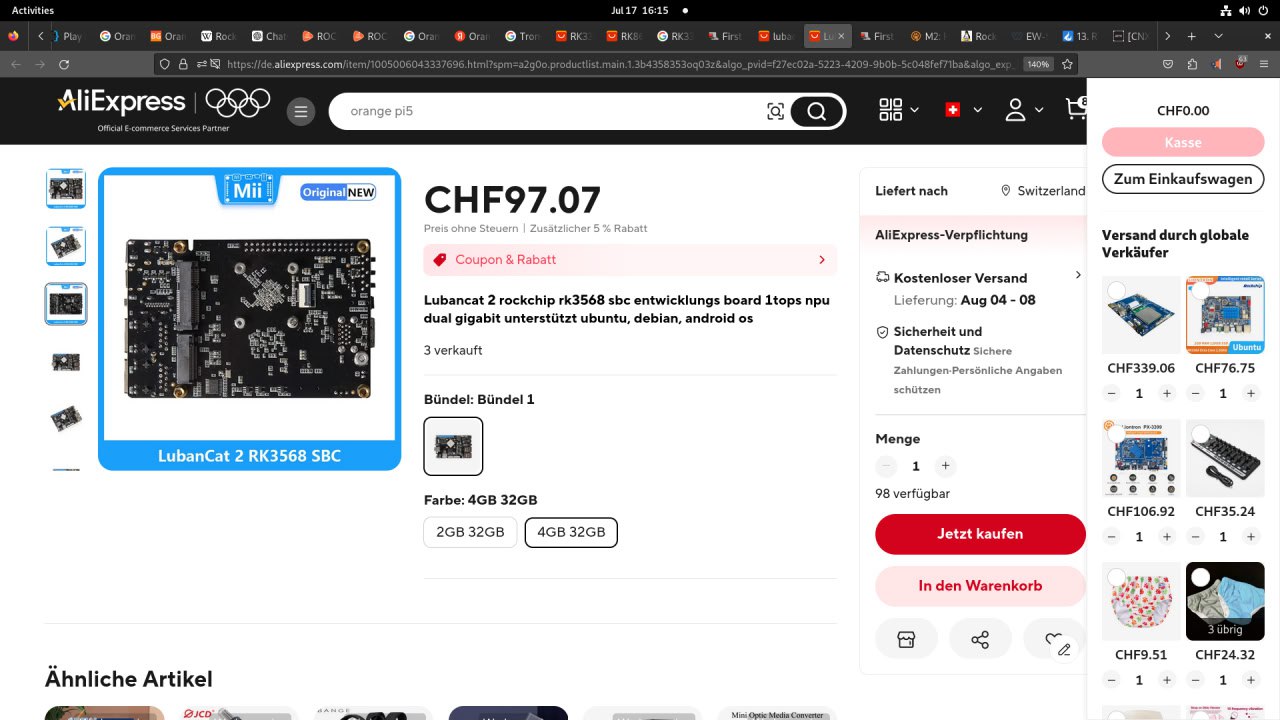 Activities
Jul 17 16:15
Play
Oran
Oran
Rock
Chat
ROC
ROC
Oran
Oran
Tron
RK33
RK86
RK33
First
luba
Lu
First
M2:
Rock
EW-
13. R
[CNX
https://de.aliexpress.com/item/1005006043337696.html?spm=a2g0o.productlist.main.1.3b4358353oq03z&algo_pvid=f27ec02a-5223-4209-9b0b-5c048fef71ba&algo_exp
140%
AliExpress
Official E-commerce Services Partner
orange pi5
8
CHF0.00
Kasse
Zum Einkaufswagen
Mii
Original NEW
LubanCat 2 RK3568 SBC
CHF97.07
Preis ohne Steuern | Zusätzlicher 5 % Rabatt
Coupon & Rabatt
Lubancat 2 rockchip rk3568 sbc entwicklungs board 1tops npu
dual gigabit unterstützt ubuntu, debian, android os
3 verkauft
Bündel: Bündel 1
Farbe: 4GB 32GB
2GB 32GB
4GB 32GB
Liefert nach
Switzerland
AliExpress-Verpflichtung
Kostenloser Versand
Lieferung: Aug 04 - 08
Sicherheit und
Datenschutz Sichere
Zahlungen·Persönliche Angaben
schützen
Menge
1
98 verfügbar
Jetzt kaufen
In den Warenkorb
Versand durch globale
Verkäufer
Rockchip
Ubuntu
CHF339.06
CHF76.75
1
1
CHF106.92
CHF35.24
1
1
3 übrig
CHF9.51
CHF24.32
1
1
Ähnliche Artikel
JCD
Mini Optic Media Converter